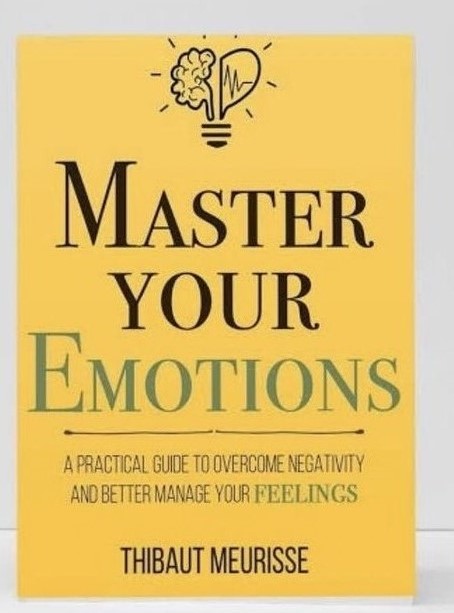 MASTER
YOUR
EMOTIONS
A PRACTICAL GUIDE TO OVERCOME NEGATIVITY
AND BETTER MANAGE YOUR FEELINGS
THIBAUT MEURISSE